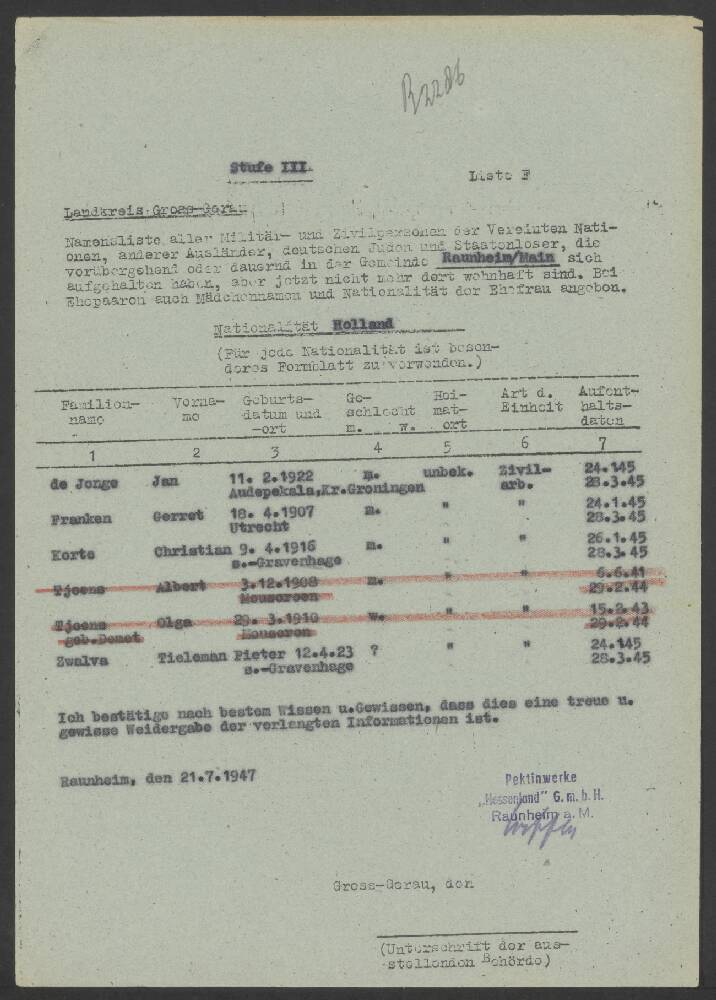 R2286
Stufe III.
Liste F
Landkreis Gross-Gerau
Namensliste aller Militär- und Zivilpersonen der Vereinten Nati-
onen, anderer Ausländer, deutschen Juden und Staatenloser, die
vorübergehend oder dauernd in der Gemeinde Raunheim/Main sich
aufgehalten haben, aber jetzt nicht mehr dort wohnhaft sind. Bei
Ehepaaren auch Mädchennamen und Nationalität der Ehefrau angeben.
Nationalität Holland
(Für jede Nationalität ist beson-
deres Formblatt zu verwenden.)
Familien- Vorna- Geburts- Ge- Hei- Art d. Aufent-
name me datum und schlecht mat- Einheit halts-
-ort m. w. ort daten
1 2 3 4 5 6 7
de Jonge Jan 11. 2.1922 m. unbek. Zivil- 24.145
Audepekela,Kr.Groningen arb. 28.3.45
Franken Gerret 18. 4.1907 m. " " 24.1.45
Utrecht 28.3.45
Korte Christian 9. 4.1916 m. " " 26.1.45
s.-Gravenhage 28.3.45
Tjoens Albert 3.12.1908 m. " " 6.6.41
Mouscroen 29.2.44
Tjoens Olga 29. 3.1910 w. " " 15.2.43
geb.Demet Mouseron 29.2.44
Zwalva Tieleman Pieter 12.4.23 ? " " 24.145
s.-Gravenhage 28.3.45
Ich bestätige nach bestem Wissen u.Gewissen, dass dies eine treue u.
gewisse Weidergabe der verlangten Informationen ist.
Raunheim, den 21.7.1947
Pektinwerke
„Hessenland" G.m.b.H.
Raunheim a. M.
Gross-Gerau, den
(Unterschrift der aus-
stellenden Behörde)